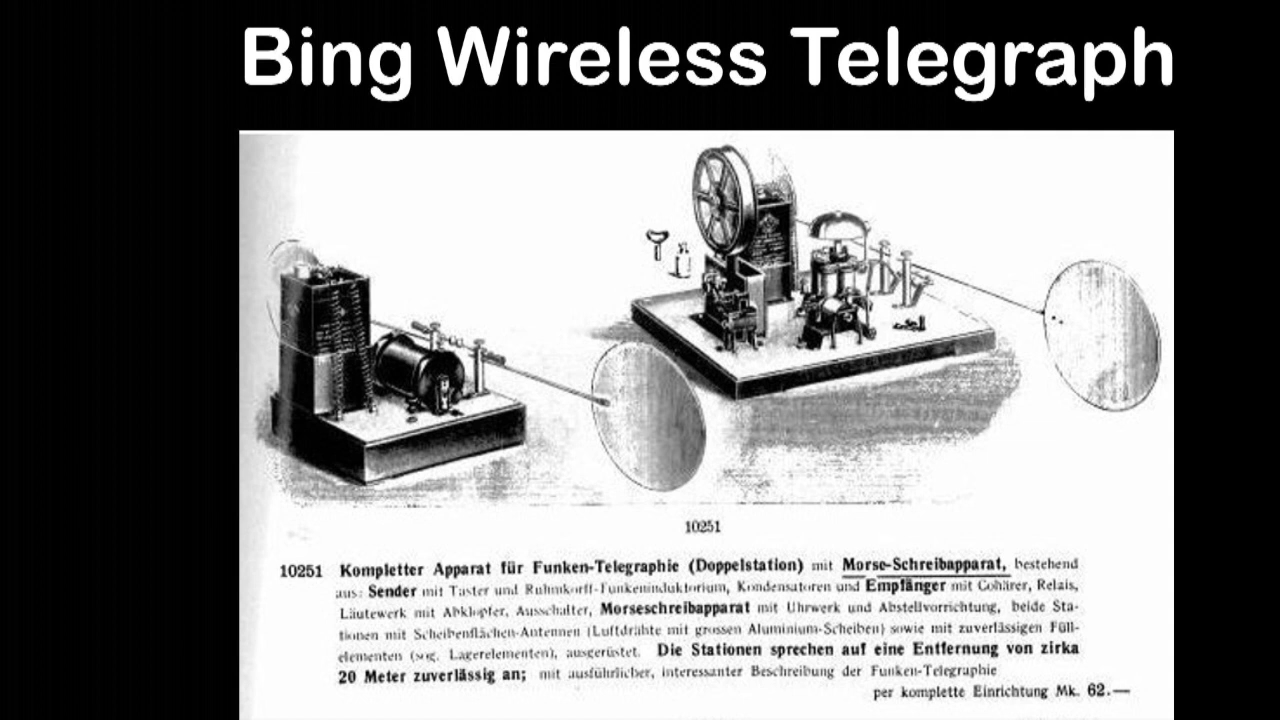 Bing Wireless Telegraph
10251
10251 Kompletter Apparat für Funken-Telegraphie (Doppelstation) mit Morse-Schreibapparat, bestehend
aus: Sender mit Taster und Ruhmkorff-Funkeninduktorium, Kondensatoren und Empfänger mit Cohärer, Relais,
Läutewerk mit Abklopfer, Ausschalter, Morseschreibapparat mit Uhrwerk und Abstellvorrichtung, beide Sta-
tionen mit Scheibenflächen-Antennen (Luftdrähte mit grossen Aluminium-Scheiben) sowie mit zuverlässigen Füll-
elementen (sog. Lagerelementen), ausgerüstet. Die Stationen sprechen auf eine Entfernung von zirka
20 Meter zuverlässig an; mit ausführlicher, interessanter Beschreibung der Funken-Telegraphie
per komplette Einrichtung Mk. 62.—